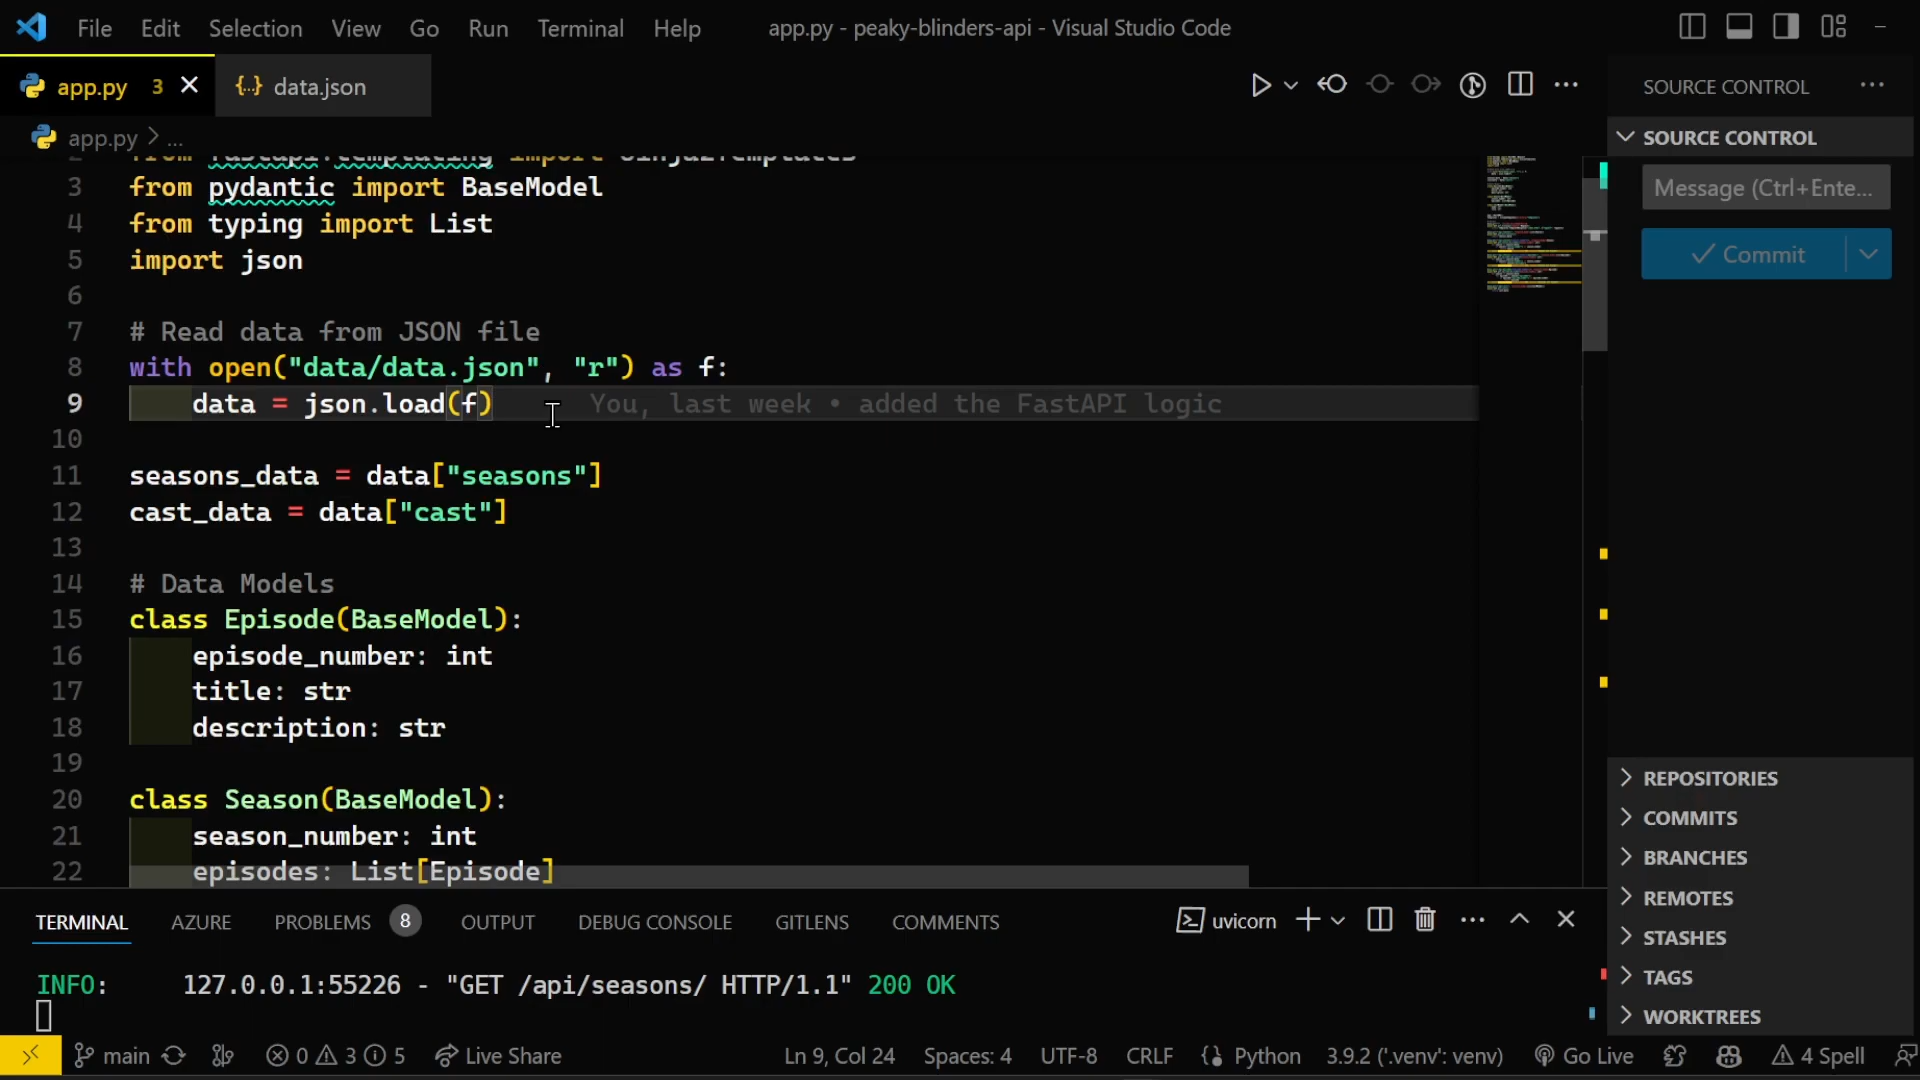 File Edit Selection View Go Run Terminal Help app.py - peaky-blinders-api - Visual Studio Code
app.py 3 {..} data.json
app.py > ...
SOURCE CONTROL ...
SOURCE CONTROL
Message (Ctrl+Ente...
Commit
2 from fastapi.templating import Jinja2Templates
3 from pydantic import BaseModel
4 from typing import List
5 import json
6
7 # Read data from JSON file
8 with open("data/data.json", "r") as f:
9 data = json.load(f) You, last week • added the FastAPI logic
10
11 seasons_data = data["seasons"]
12 cast_data = data["cast"]
13
14 # Data Models
15 class Episode(BaseModel):
16 episode_number: int
17 title: str
18 description: str
19
20 class Season(BaseModel):
21 season_number: int
22 episodes: List[Episode]
REPOSITORIES
COMMITS
BRANCHES
REMOTES
STASHES
TAGS
WORKTREES
TERMINAL AZURE PROBLEMS 8 OUTPUT DEBUG CONSOLE GITLENS COMMENTS uvicorn
INFO: 127.0.0.1:55226 - "GET /api/seasons/ HTTP/1.1" 200 OK
main 0 3 5 Live Share Ln 9, Col 24 Spaces: 4 UTF-8 CRLF Python 3.9.2 ('.venv': venv) Go Live 4 Spell